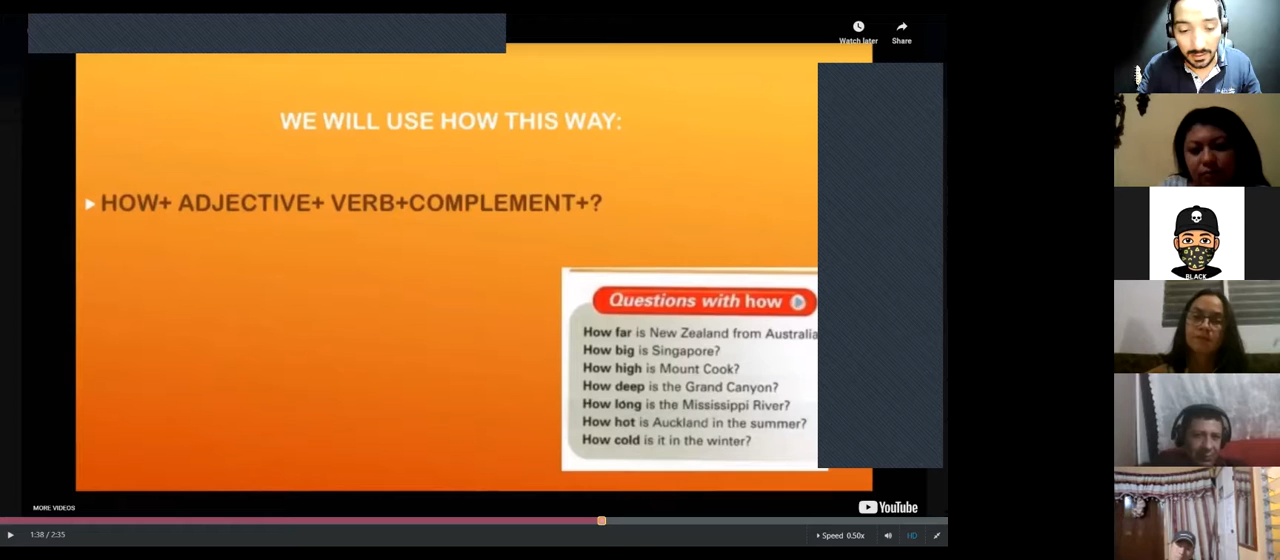 Watch later
Share
WE WILL USE HOW THIS WAY:
HOW+ ADJECTIVE+ VERB+COMPLEMENT+?
Questions with how
How far is New Zealand from Australia
How big is Singapore?
How high is Mount Cook?
How deep is the Grand Canyon?
How long is the Mississippi River?
How hot is Auckland in the summer?
How cold is it in the winter?
MORE VIDEOS
YouTube
1:38 / 2:35
Speed 0.50x
HD
BLACK